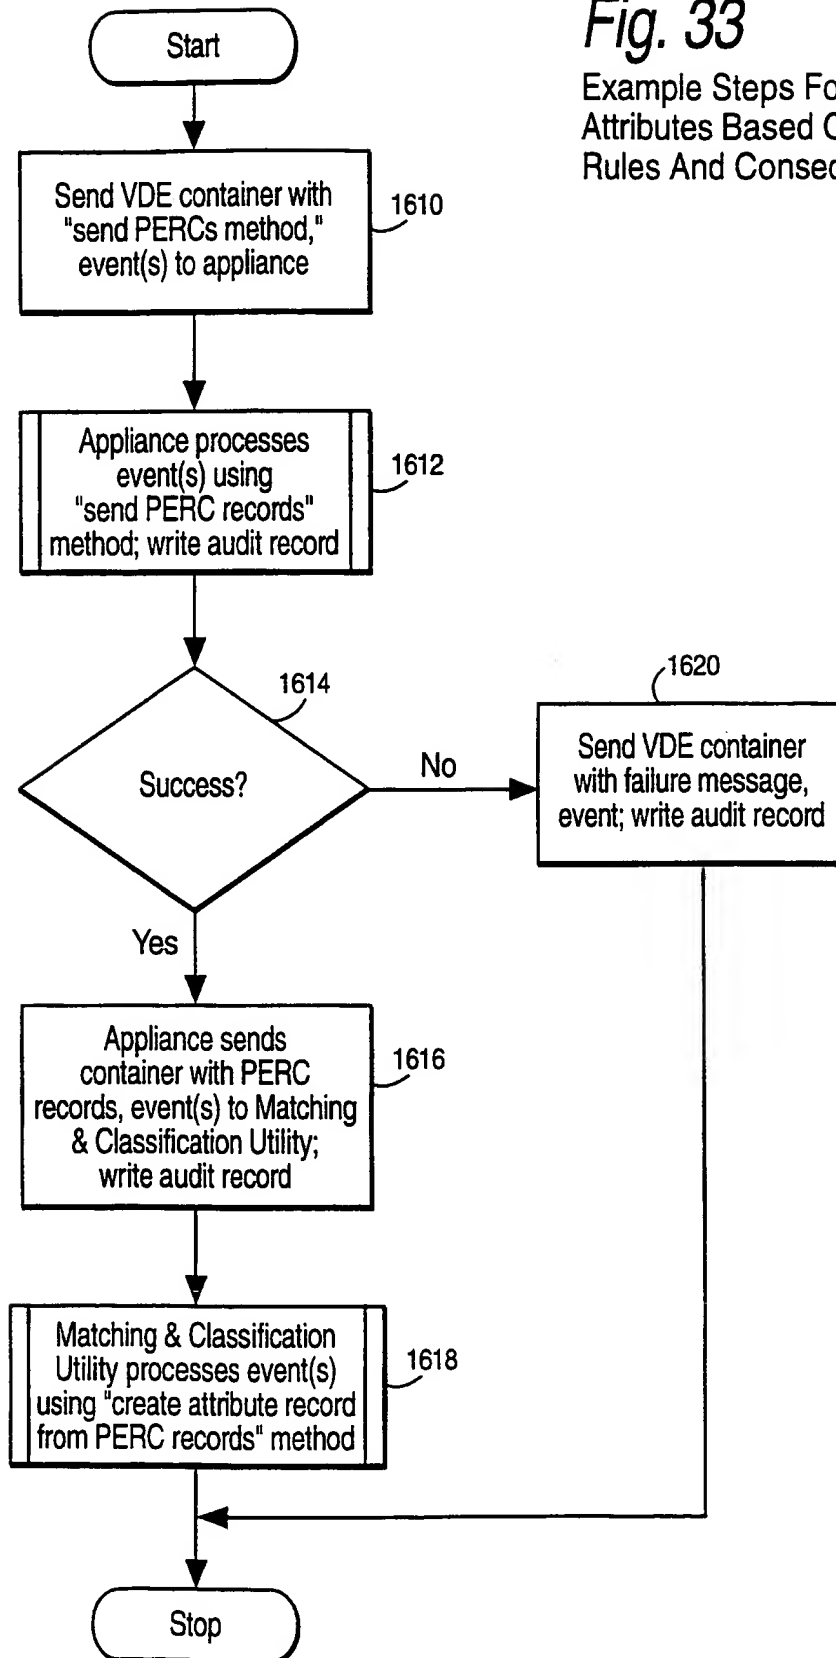 Start
Fig. 33
Example Steps Fo
Attributes Based
Rules And Conse
Send VDE container with
"send PERCs method,"
event(s) to appliance
1610
Appliance processes
event(s) using
"send PERC records"
method; write audit record
1612
1614
Success?
No
1620
Send VDE container
with failure message,
event; write audit record
Yes
Appliance sends
container with PERC
records, event(s) to Matching
& Classification Utility;
write audit record
1616
Matching & Classification
Utility processes event(s)
using "create attribute record
from PERC records" method
1618
Stop